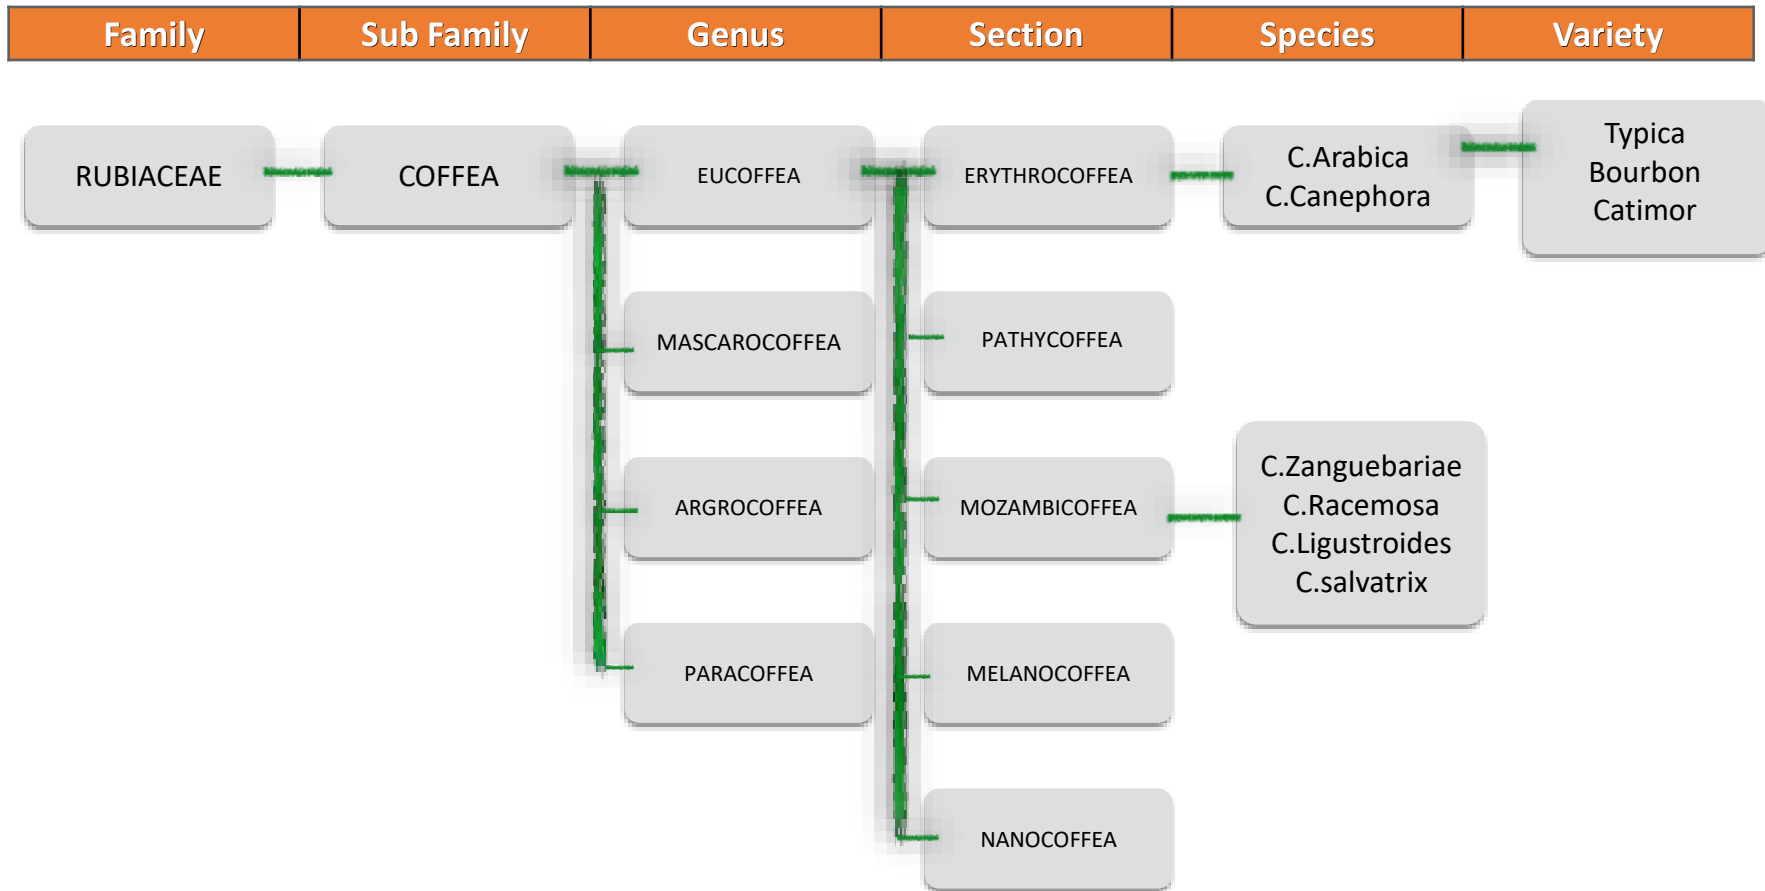 Family
Sub Family
Genus
Section
Species
Variety
RUBIACEAE
COFFEA
EUCOFFEA
ERYTHROCOFFEA
C.Arabica
C.Canephora
Typica
Bourbon
Catimor
MASCAROCOFFEA
PATHYCOFFEA
ARGROCOFFEA
MOZAMBICOFFEA
C.Zanguebariae
C.Racemosa
C.Ligustroides
C.salvatrix
PARACOFFEA
MELANOCOFFEA
NANOCOFFEA